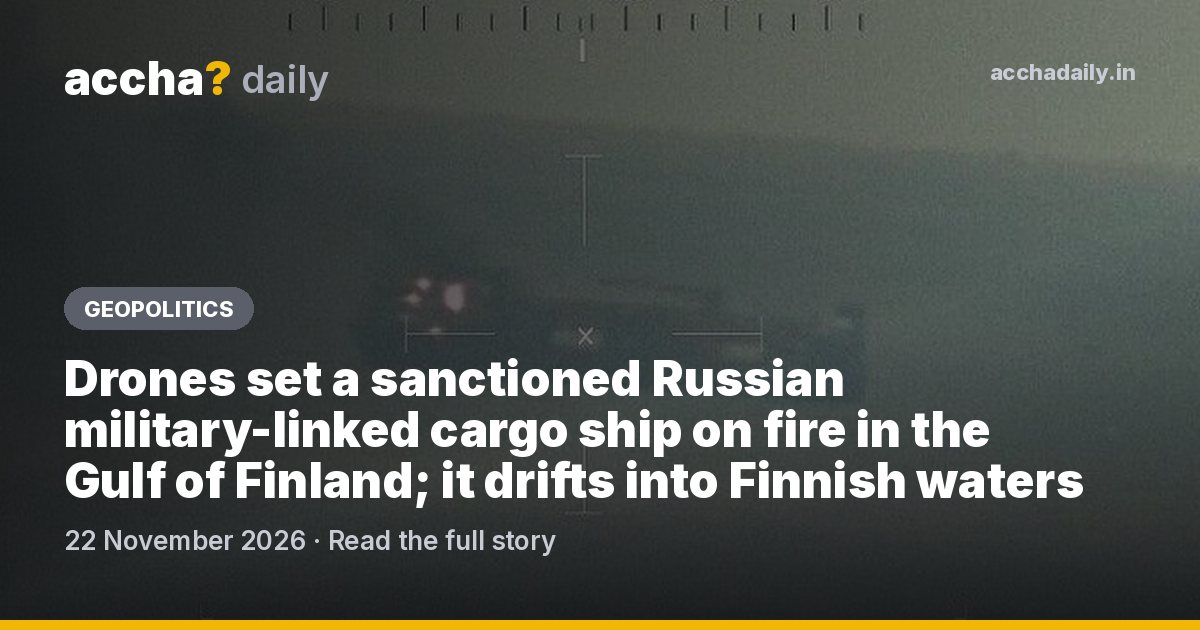 accha? daily
acchadaily.in
GEOPOLITICS
Drones set a sanctioned Russian
military-linked cargo ship on fire in the
Gulf of Finland; it drifts into Finnish waters
22 November 2026 · Read the full story